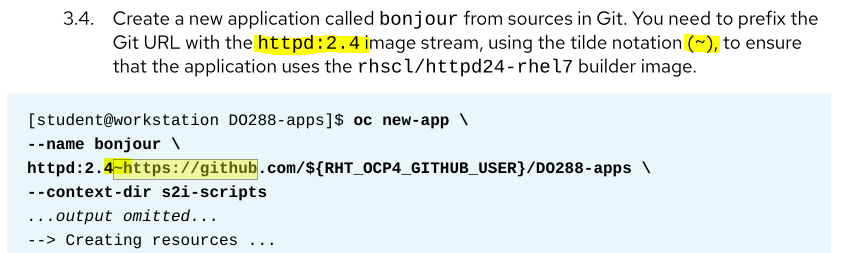 3.4. Create a new application called bonjour from sources in Git. You need to prefix the
Git URL with the httpd:2.4 image stream, using the tilde notation (~), to ensure
that the application uses the rhscl/httpd24-rhel7 builder image.
[student@workstation DO288-apps]$ oc new-app \
--name bonjour \
httpd:2.4~https://github.com/${RHT_OCP4_GITHUB_USER}/DO288-apps \
--context-dir s2i-scripts
...output omitted...
--> Creating resources ...